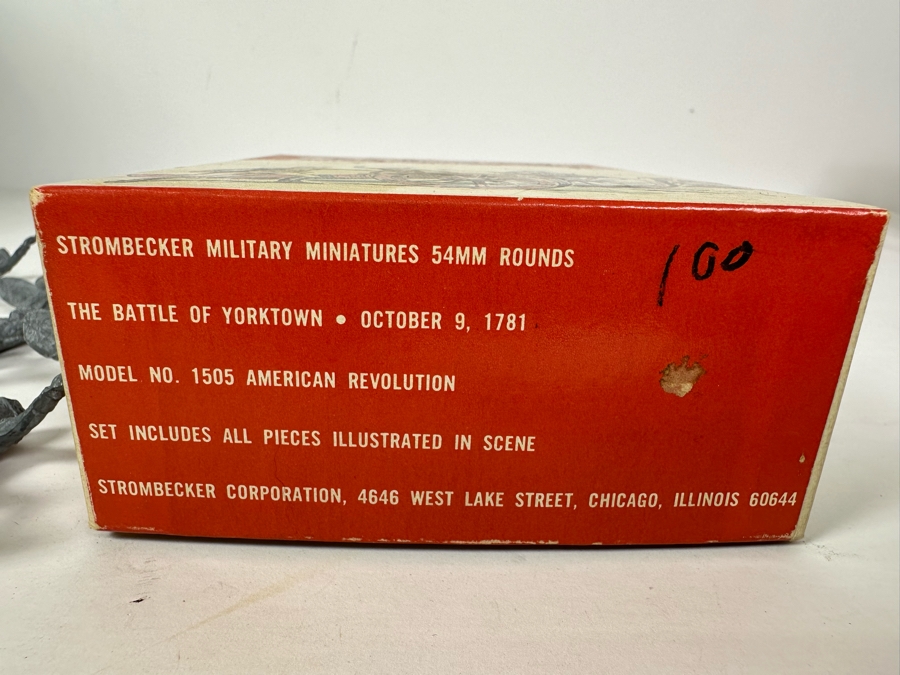 STROMBECKER MILITARY MINIATURES 54MM ROUNDS
100
THE BATTLE OF YORKTOWN • OCTOBER 9, 1781
MODEL NO. 1505 AMERICAN REVOLUTION
SET INCLUDES ALL PIECES ILLUSTRATED IN SCENE
STROMBECKER CORPORATION, 4646 WEST LAKE STREET, CHICAGO, ILLINOIS 60644